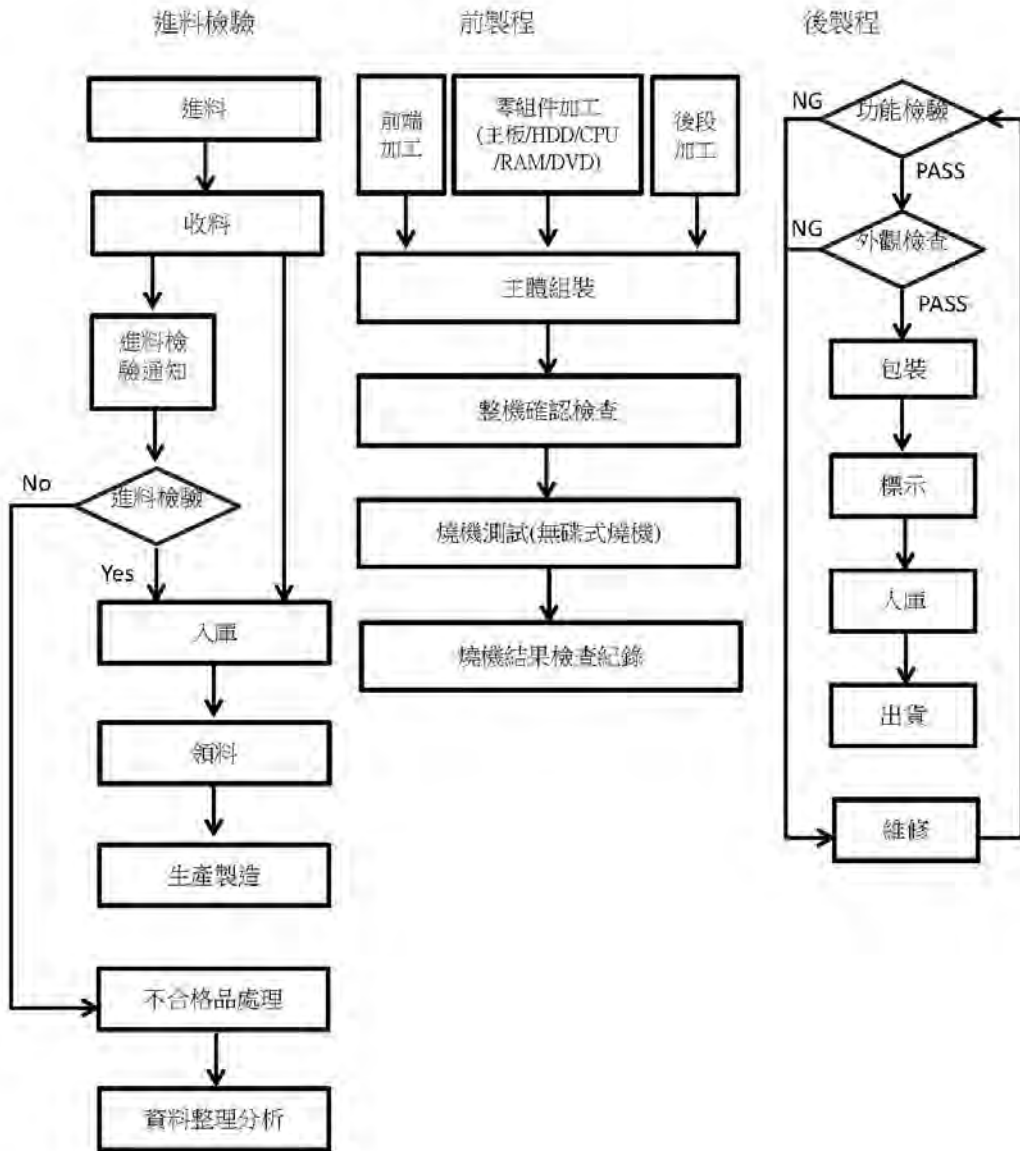 進料檢驗
進料
收料
進料檢
驗通知
進料檢驗
No
Yes
入庫
領料
生產製造
不合格品處理
資料整理分析
前製程
前端
加工
零組件加工
(主板/HDD/CPU
/RAM/DVD)
後段
加工
主體組裝
整機確認檢查
燒機測試(無碟式燒機)
燒機結果檢查紀錄
後製程
NG
功能檢驗
PASS
NG
外觀檢查
PASS
包裝
標示
入庫
出貨
維修